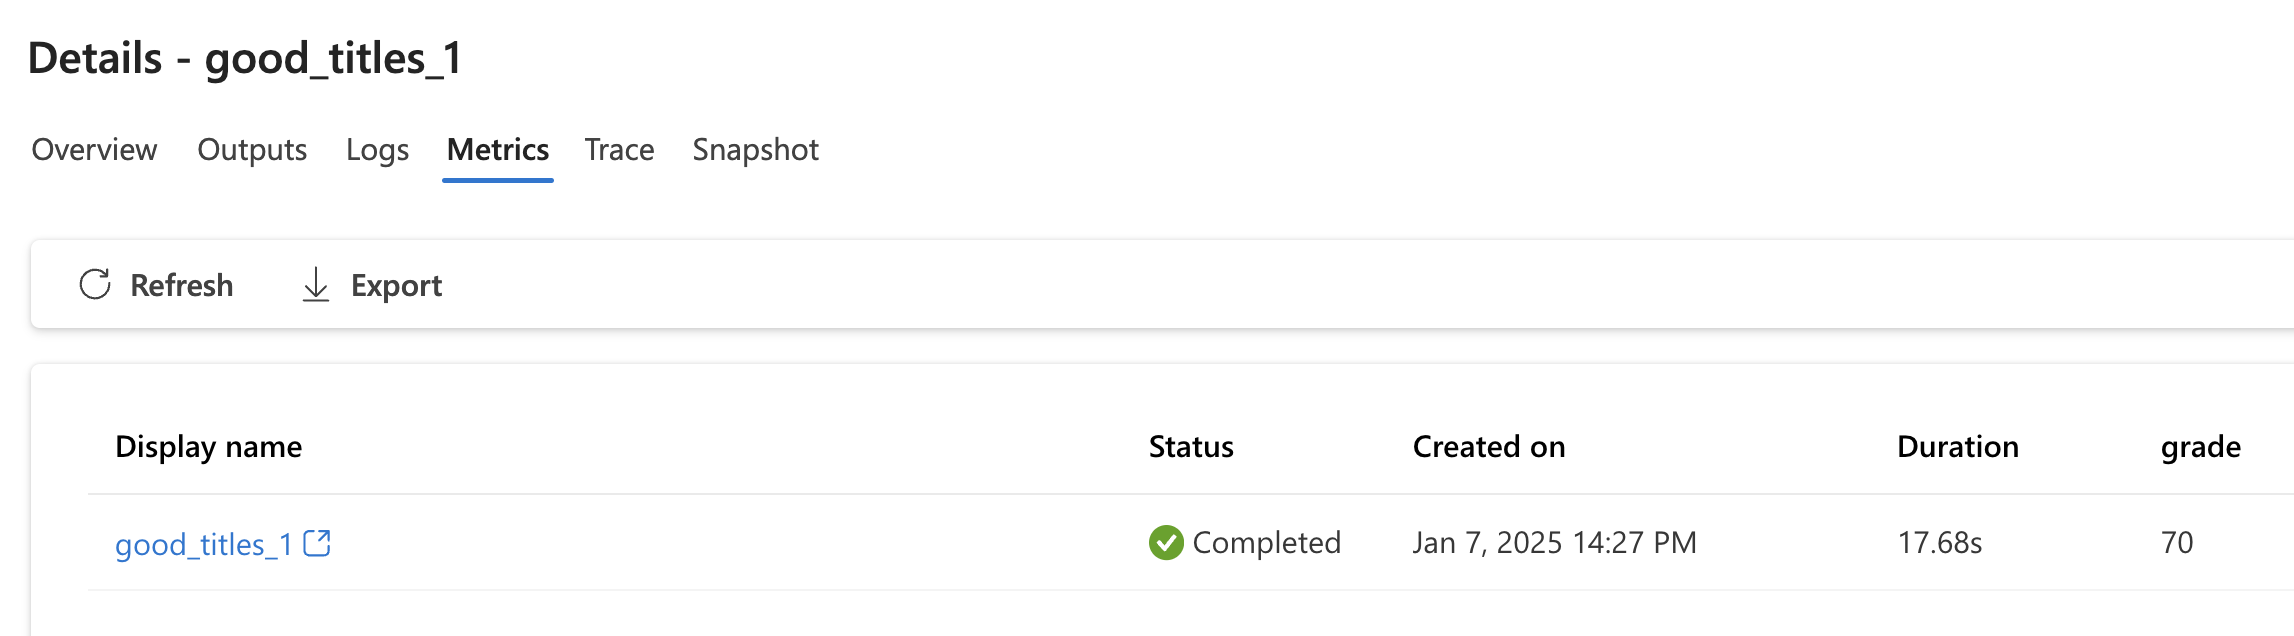 Details - good_titles_1
Overview Outputs Logs Metrics Trace Snapshot
Refresh Export
Display name Status Created on Duration grade
good_titles_1 Completed Jan 7, 2025 14:27 PM 17.68s 70